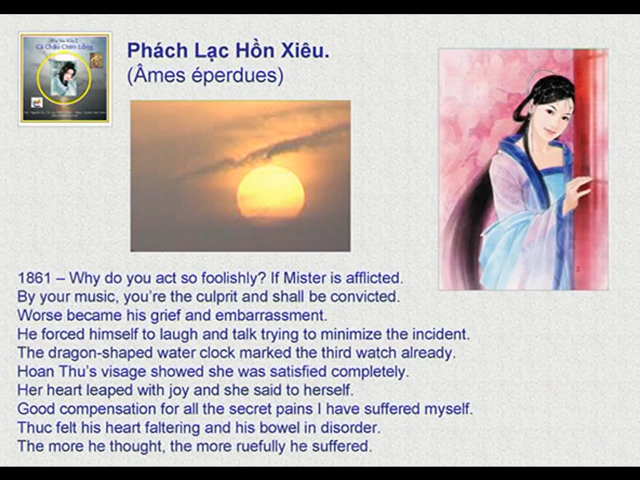 Cá Chậu Chim Lồng
Phách Lạc Hồn Xiêu.
(Âmes éperdues)
1861 – Why do you act so foolishly? If Mister is afflicted.
By your music, you're the culprit and shall be convicted.
Worse became his grief and embarrassment.
He forced himself to laugh and talk trying to minimize the incident.
The dragon-shaped water clock marked the third watch already.
Hoan Thu's visage showed she was satisfied completely.
Her heart leaped with joy and she said to herself.
Good compensation for all the secret pains I have suffered myself.
Thuc felt his heart faltering and his bowel in disorder.
The more he thought, the more ruefully he suffered.